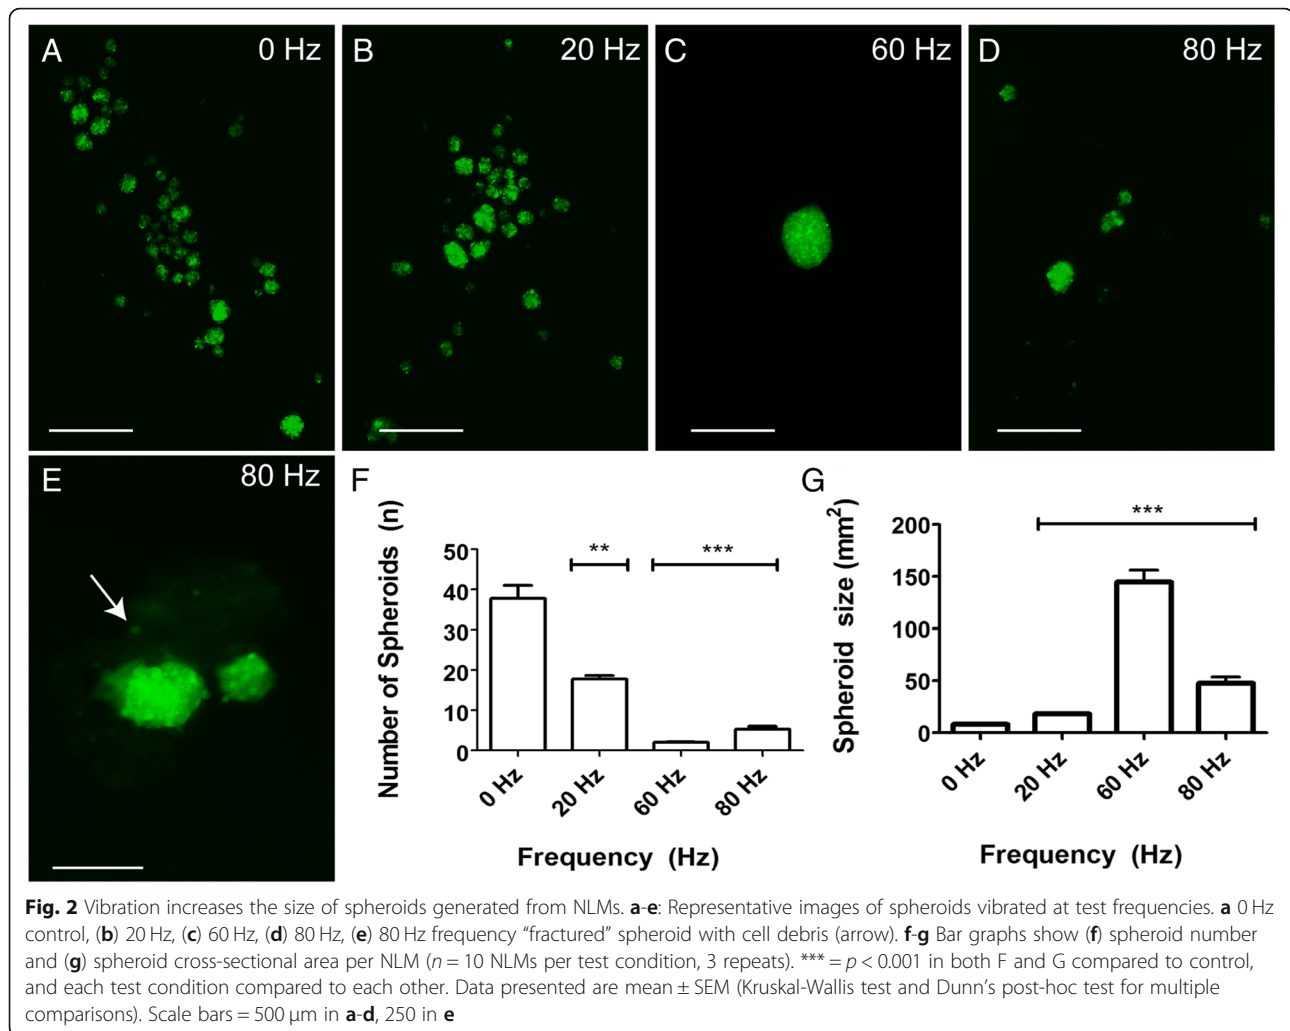 A 0 Hz
B 20 Hz
C 60 Hz
D 80 Hz
E 80 Hz
F
Number of Spheroids (n)
50
40
30
20
10
0
**
***
0 Hz
20 Hz
60 Hz
80 Hz
Frequency (Hz)
G
Spheroid size (mm²)
200
150
100
50
0
***
0 Hz
20 Hz
60 Hz
80 Hz
Frequency (Hz)
Fig. 2 Vibration increases the size of spheroids generated from NLMs. a-e: Representative images of spheroids vibrated at test frequencies. a 0 Hz
control, (b) 20 Hz, (c) 60 Hz, (d) 80 Hz, (e) 80 Hz frequency “fractured” spheroid with cell debris (arrow). f-g Bar graphs show (f) spheroid number
and (g) spheroid cross-sectional area per NLM (n = 10 NLMs per test condition, 3 repeats). *** = p < 0.001 in both F and G compared to control,
and each test condition compared to each other. Data presented are mean ± SEM (Kruskal-Wallis test and Dunn’s post-hoc test for multiple
comparisons). Scale bars = 500 μm in a-d, 250 in e